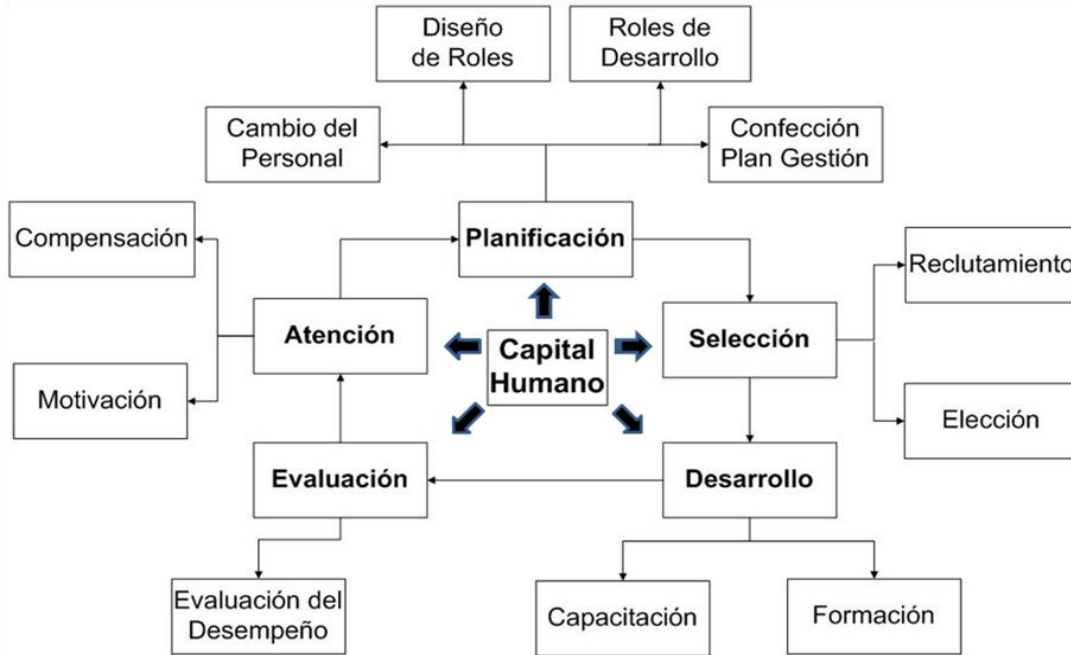 Diseño
de Roles
Roles de
Desarrollo
Cambio del
Personal
Confección
Plan Gestión
Compensación
Planificación
Reclutamiento
Atención
Capital
Humano
Selección
Motivación
Elección
Evaluación
Desarrollo
Evaluación del
Desempeño
Capacitación
Formación